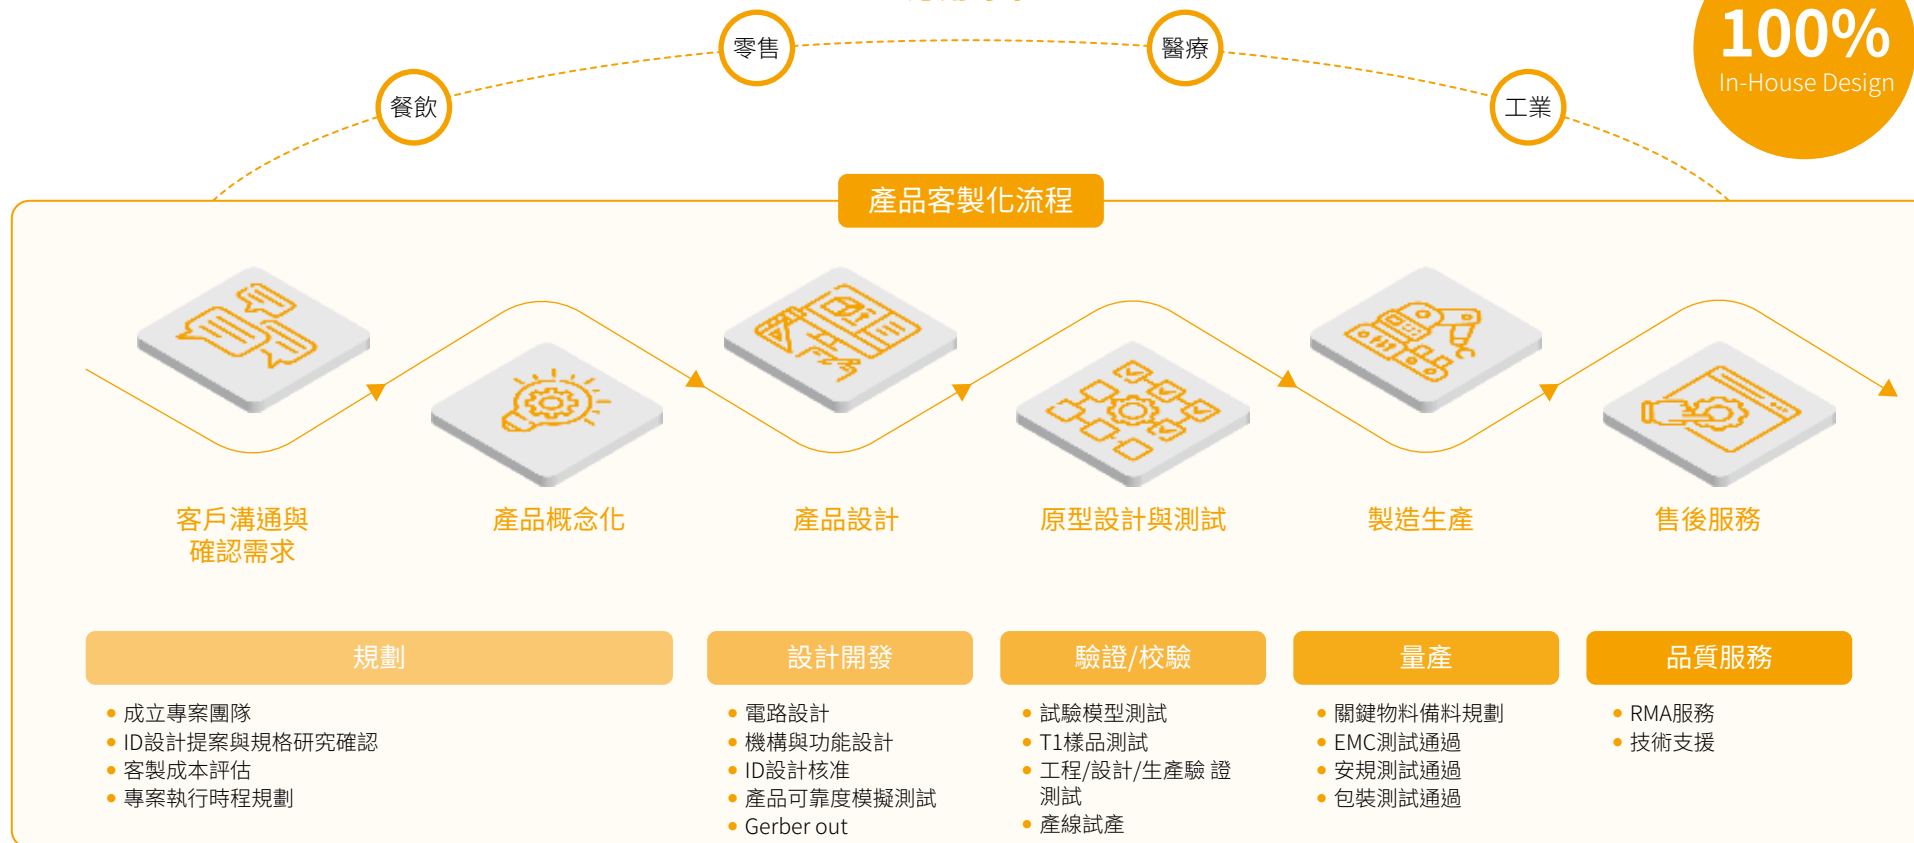 零售
醫療
餐飲
工業
100%
In-House Design
產品客製化流程
客戶溝通與
確認需求
產品概念化
產品設計
原型設計與測試
製造生產
售後服務
規劃
設計開發
驗證/校驗
量產
品質服務
成立專案團隊
ID設計提案與規格研究確認
客製成本評估
專案執行時程規劃
電路設計
機構與功能設計
ID設計核准
產品可靠度模擬測試
Gerber out
試驗模型測試
T1樣品測試
工程/設計/生產驗 證
測試
產線試產
關鍵物料備料規劃
EMC測試通過
安規測試通過
包裝測試通過
RMA服務
技術支援